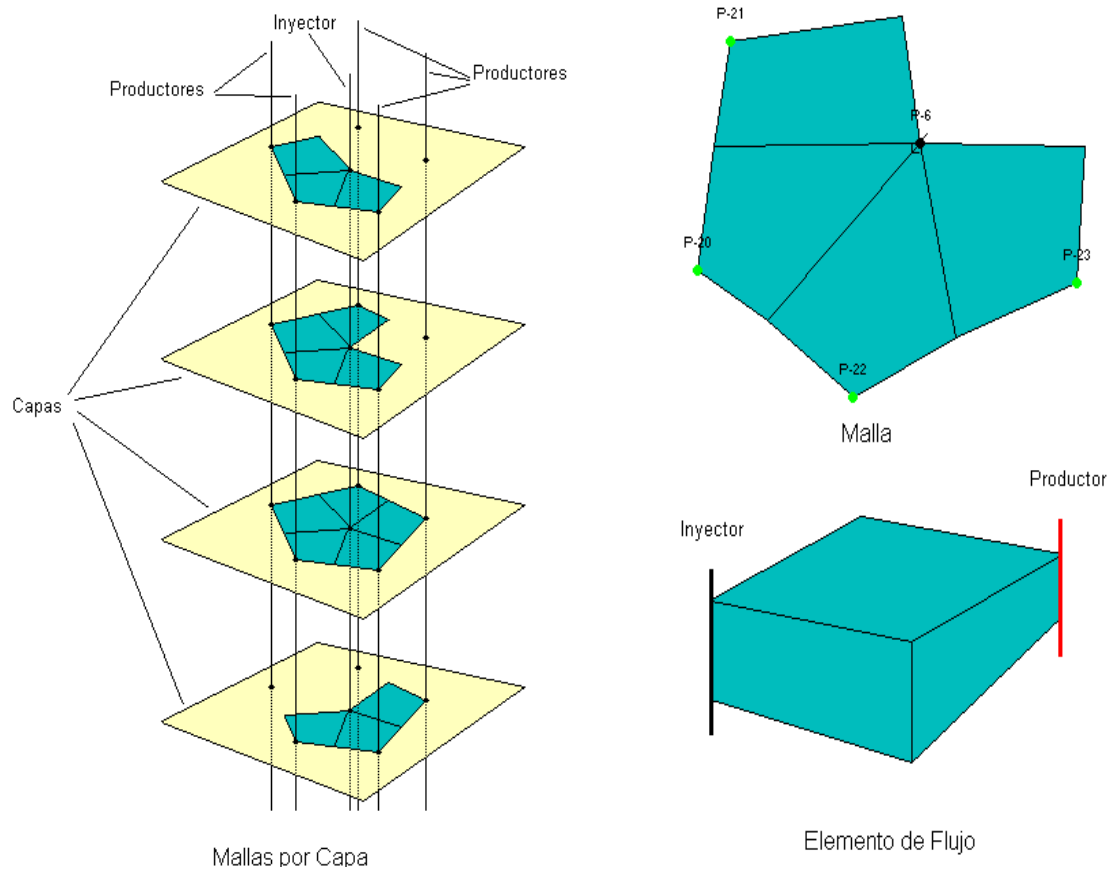 Inyector
Productores
Productores
Capas
Mallas por Capa
P-21
P-6
P-20
P-23
P-22
Malla
Productor
Inyector
Elemento de Flujo